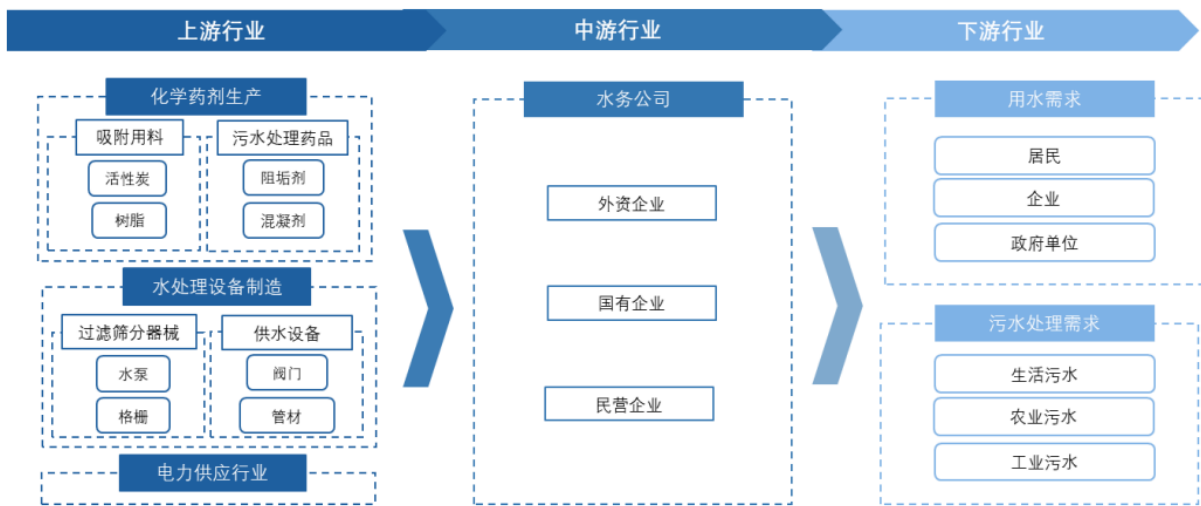 上游行业
中游行业
下游行业
化学药剂生产
吸附用料
污水处理药品
活性炭
阻垢剂
树脂
混凝剂
水处理设备制造
过滤筛分器械
供水设备
水泵
阀门
格栅
管材
电力供应行业
水务公司
外资企业
国有企业
民营企业
用水需求
居民
企业
政府单位
污水处理需求
生活污水
农业污水
工业污水